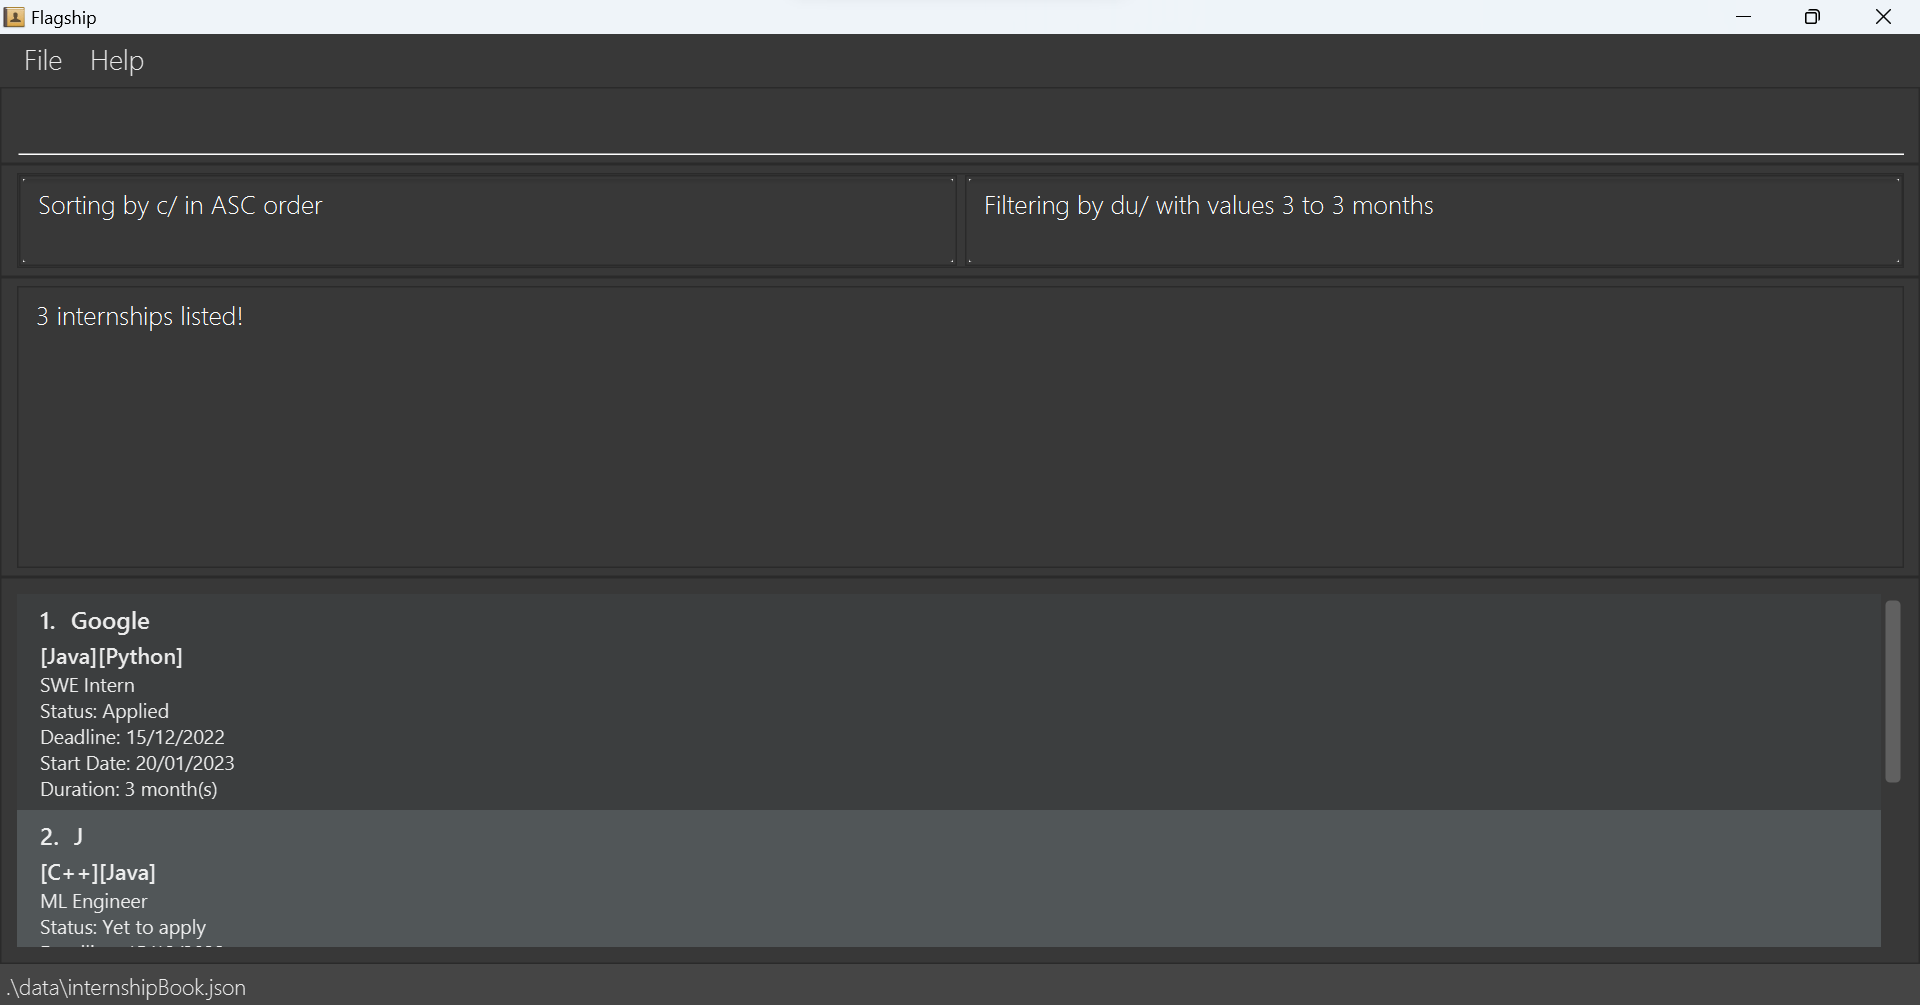 Flagship
File Help
Sorting by c/ in ASC order
Filtering by du/ with values 3 to 3 months
3 internships listed!
1. Google
[Java][Python]
SWE Intern
Status: Applied
Deadline: 15/12/2022
Start Date: 20/01/2023
Duration: 3 month(s)
2. J
[C++][Java]
ML Engineer
Status: Yet to apply
.\data\internshipBook.json